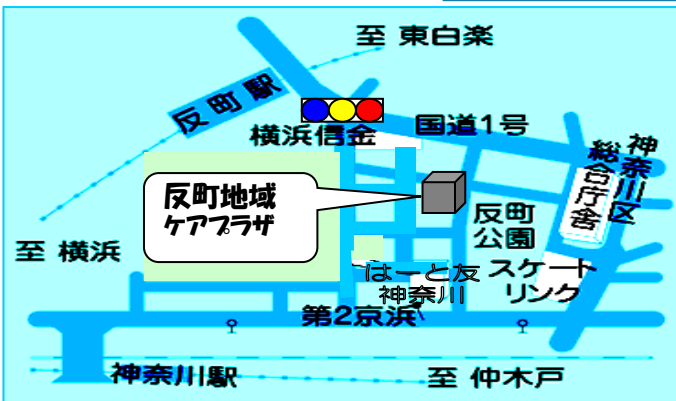 至 東白楽
反町駅
横浜信金
国道1号
神奈川区
総合庁舎
反町地域
ケアプラザ
反町
公園
至 横浜
はーと友
神奈川
スケート
リンク
第2京浜
神奈川駅
至 仲木戸